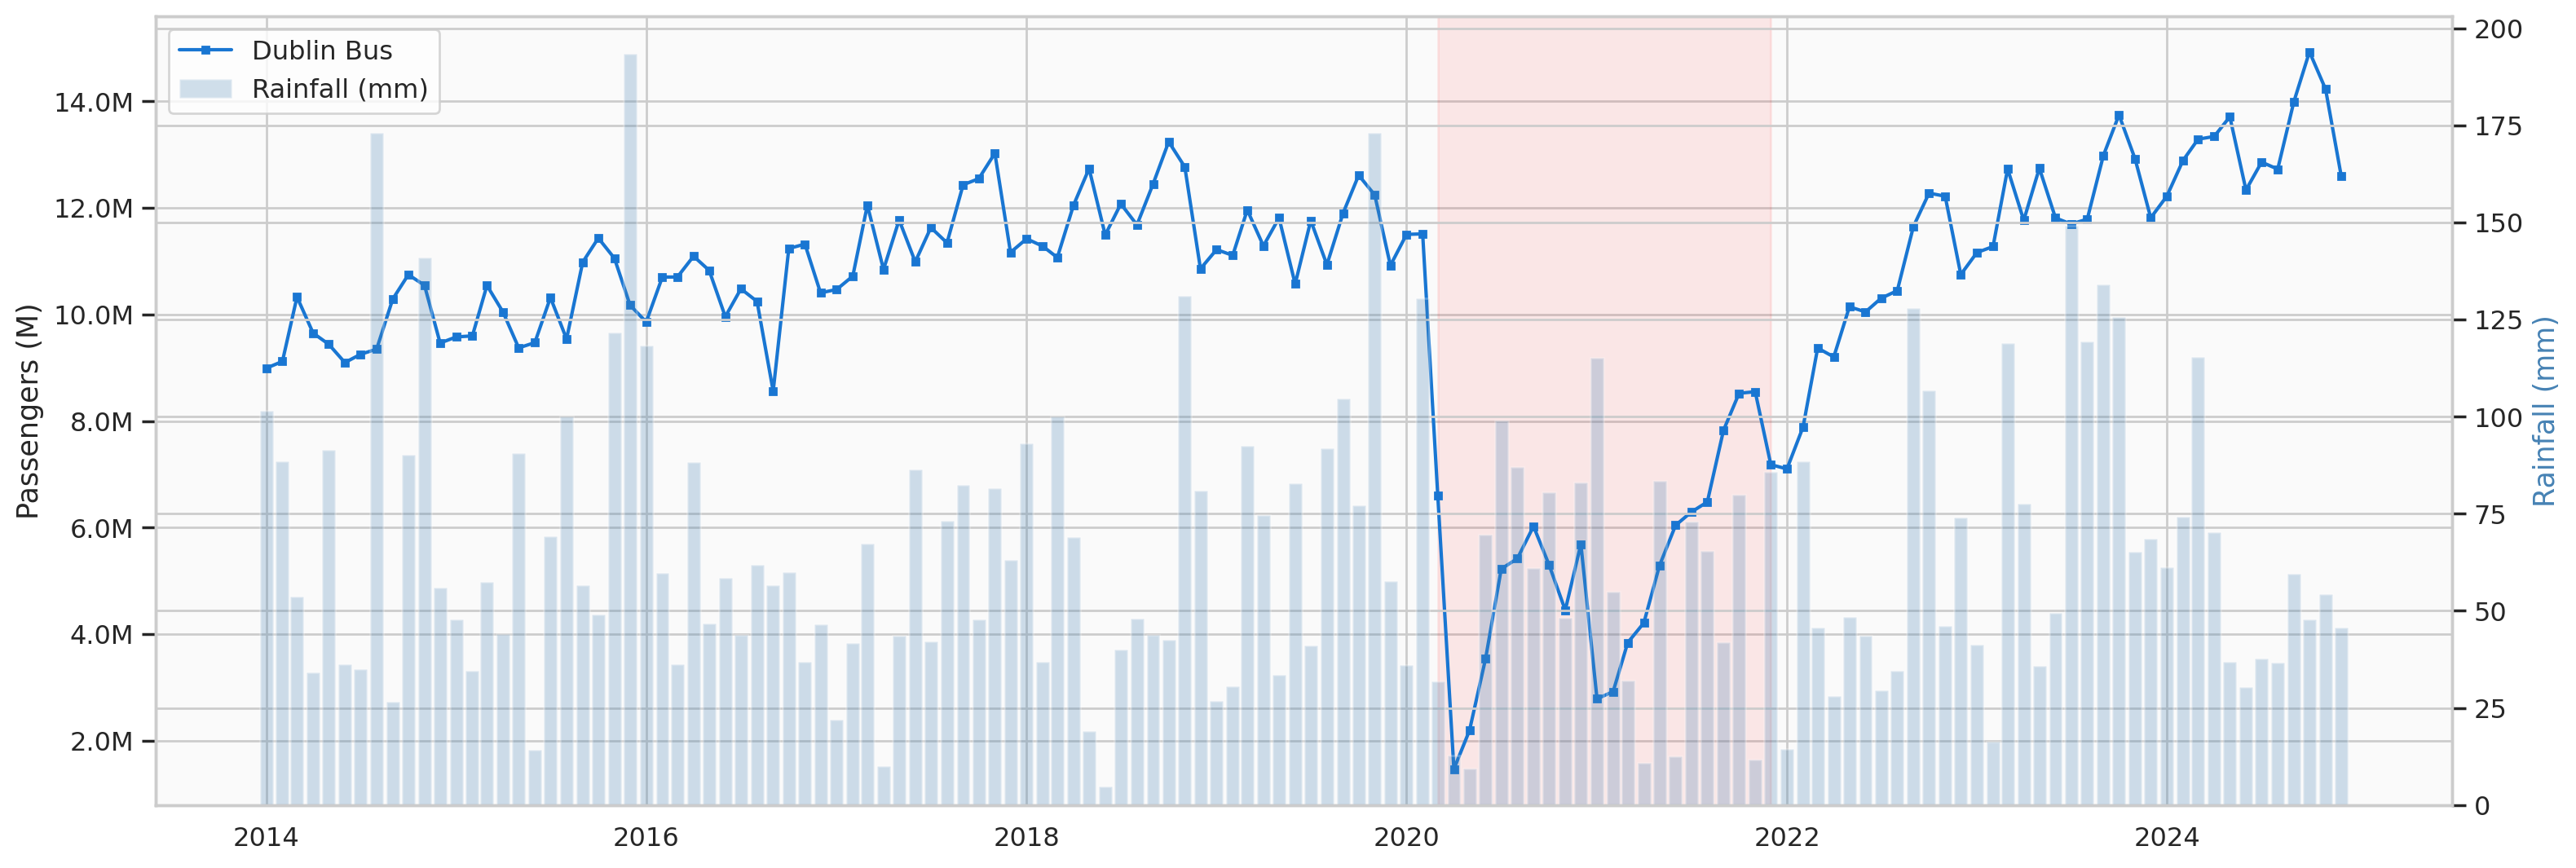 Dublin Bus
Rainfall (mm)
Passengers (M)
14.0M
12.0M
10.0M
8.0M
6.0M
4.0M
2.0M
200
175
150
125
100
75
50
25
0
Rainfall (mm)
2014
2016
2018
2020
2022
2024